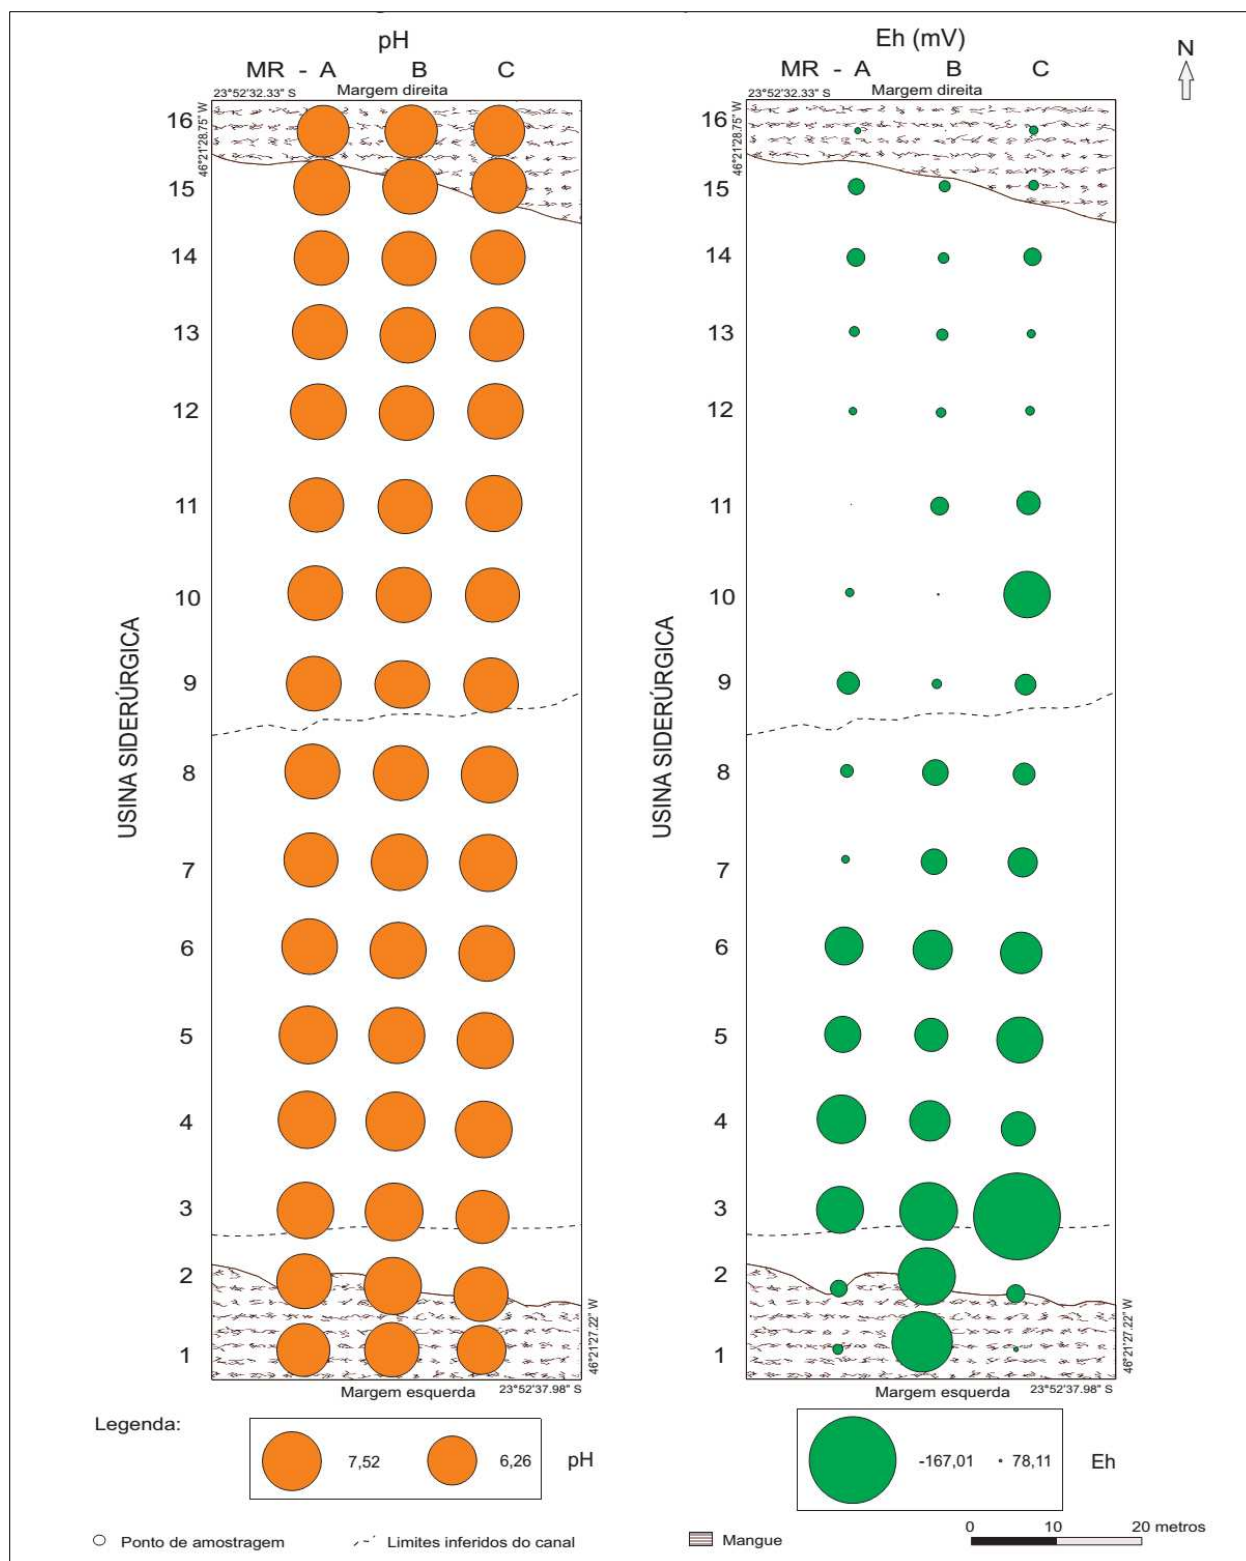 pH
MR - A B C
23°52'32.33" S Margem direita
46°21'28.75" W
16
15
14
13
12
11
10
9
8
7
6
5
4
3
2
1
USINA SIDERÚRGICA
46°21'27.22" W
Margem esquerda 23°52'37.98" S
Eh (mV)
MR - A B C
N
23°52'32.33" S Margem direita
46°21'28.75" W
16
15
14
13
12
11
10
9
8
7
6
5
4
3
2
1
USINA SIDERÚRGICA
46°21'27.22" W
Margem esquerda 23°52'37.98" S
Legenda:
7,52 6,26 pH
-167,01 78,11 Eh
Ponto de amostragem Limites inferidos do canal Mangue
0 10 20 metros